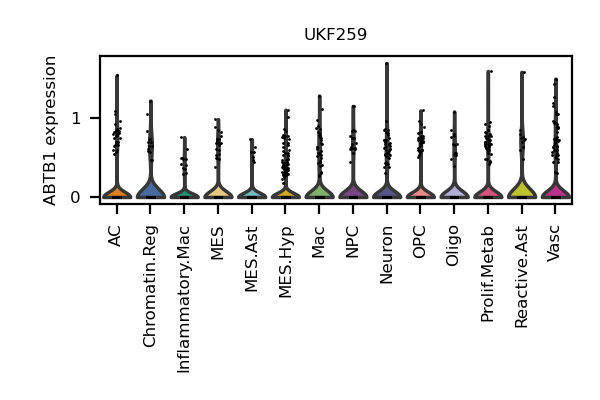 UKF259
ABTB1 expression
1
0
AC
Chromatin.Reg
Inflammatory.Mac
MES
MES.Ast
MES.Hyp
Mac
NPC
Neuron
OPC
Oligo
Prolif.Metab
Reactive.Ast
Vasc